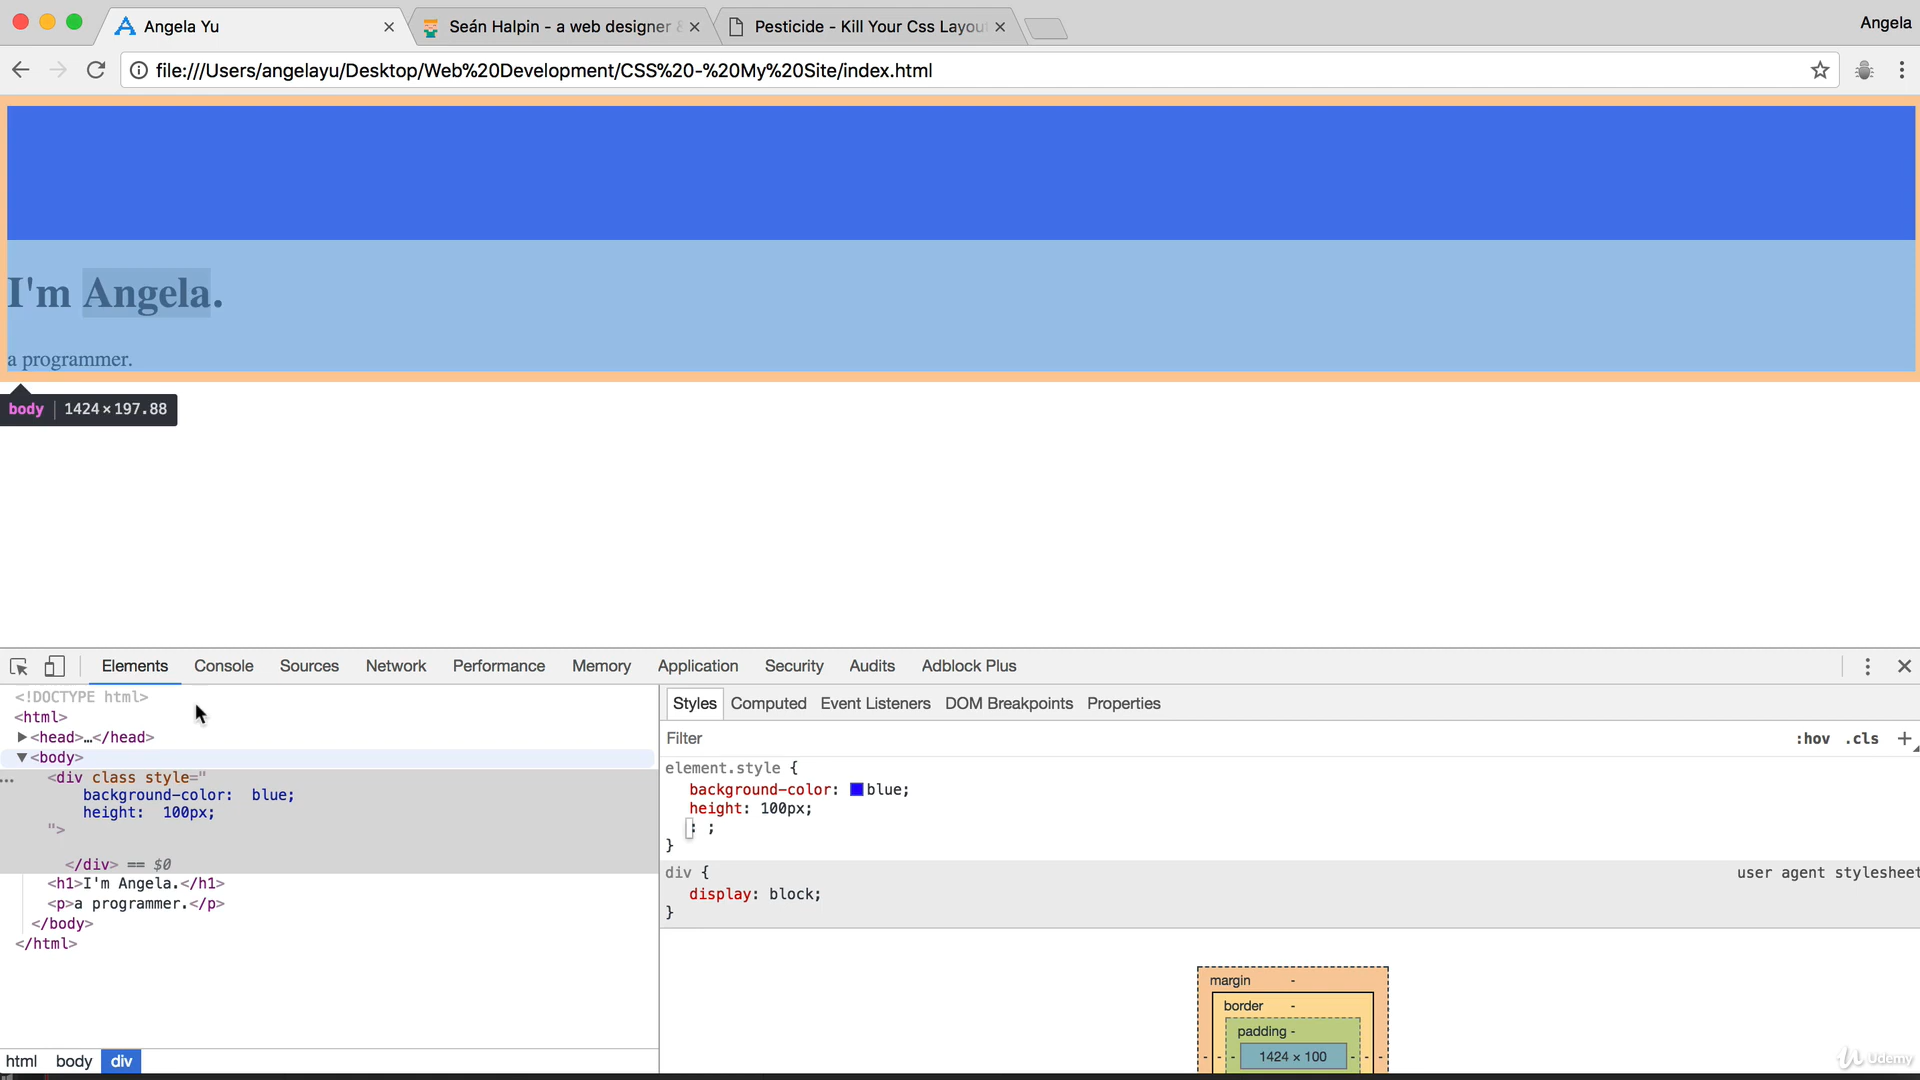 Angela Yu
Seán Halpin - a web designer
Pesticide - Kill Your Css Layou
Angela
file:///Users/angelayu/Desktop/Web%20Development/CSS%20-%20My%20Site/index.html
I'm Angela.
a programmer.
body 1424 × 197.88
Elements Console Sources Network Performance Memory Application Security Audits Adblock Plus
<!DOCTYPE html>
<html>
<head>…</head>
<body>
<div class style="
background-color: blue;
height: 100px;
">
</div> == $0
<h1>I'm Angela.</h1>
<p>a programmer.</p>
</body>
</html>
html body div
Styles Computed Event Listeners DOM Breakpoints Properties
Filter :hov .cls +
element.style {
background-color: blue;
height: 100px;
: ;
}
div { user agent stylesheet
display: block;
}
margin -
border -
padding -
- - - 1424 × 100 - - -
Udemy